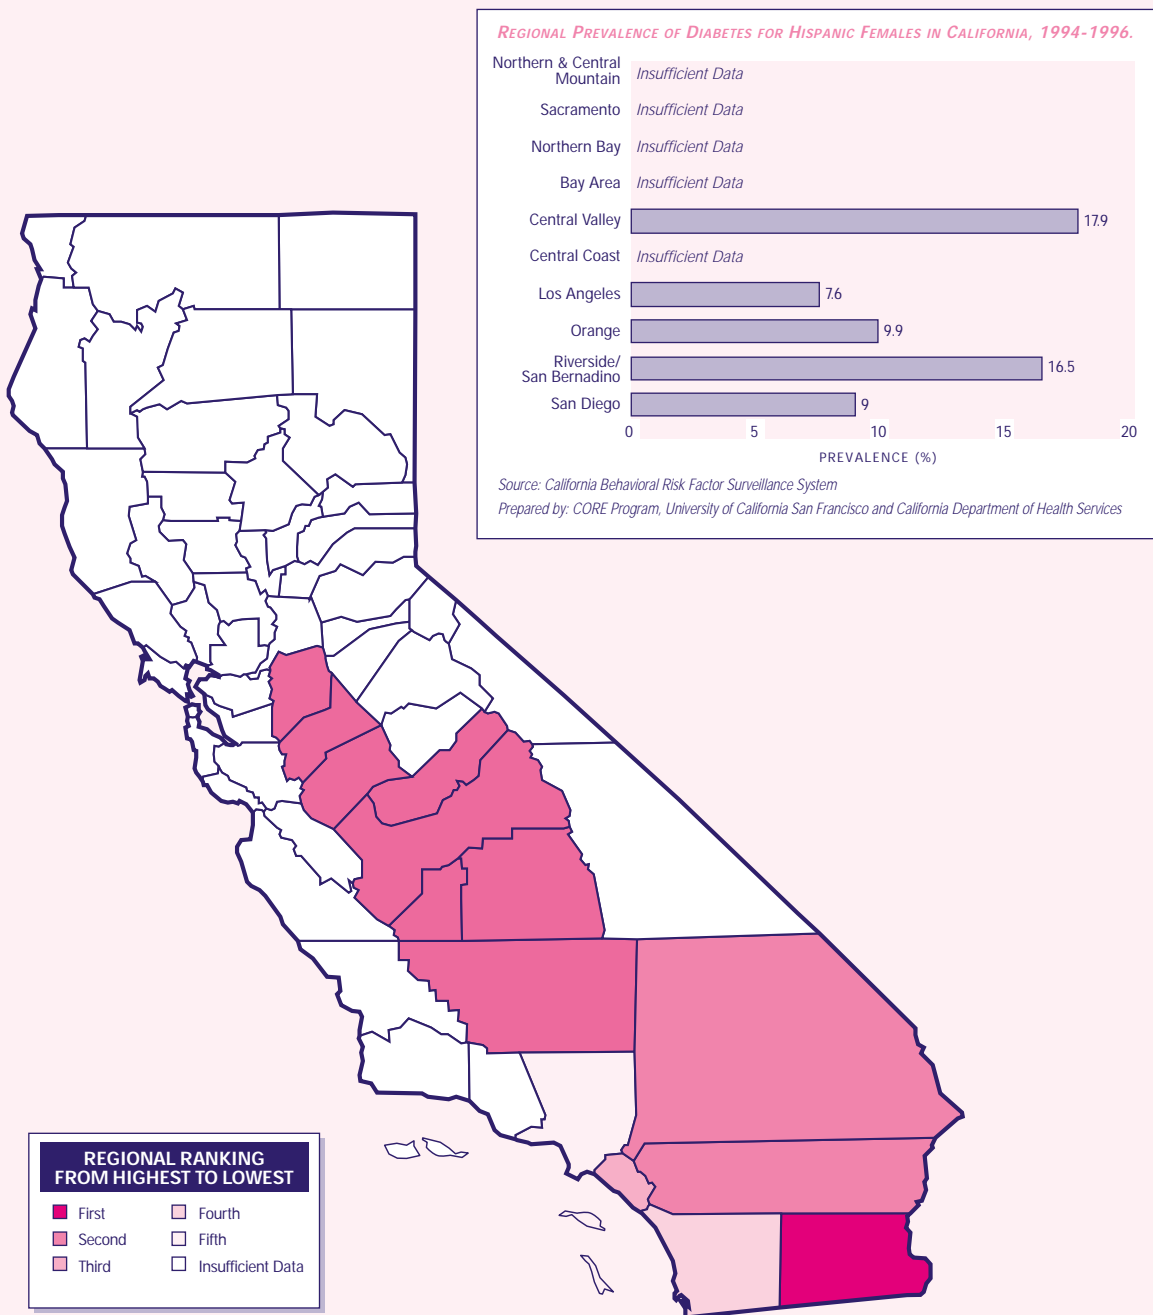 REGIONAL PREVALENCE OF DIABETES FOR HISPANIC FEMALES IN CALIFORNIA, 1994-1996.
Northern & Central
Mountain
Insufficient Data
Sacramento
Insufficient Data
Northern Bay
Insufficient Data
Bay Area
Insufficient Data
Central Valley
17.9
Central Coast
Insufficient Data
Los Angeles
7.6
Orange
9.9
Riverside/
San Bernadino
16.5
San Diego
9
0 5 10 15 20
PREVALENCE (%)
Source: California Behavioral Risk Factor Surveillance System
Prepared by: CORE Program, University of California San Francisco and California Department of Health Services
REGIONAL RANKING
FROM HIGHEST TO LOWEST
First
Second
Third
Fourth
Fifth
Insufficient Data